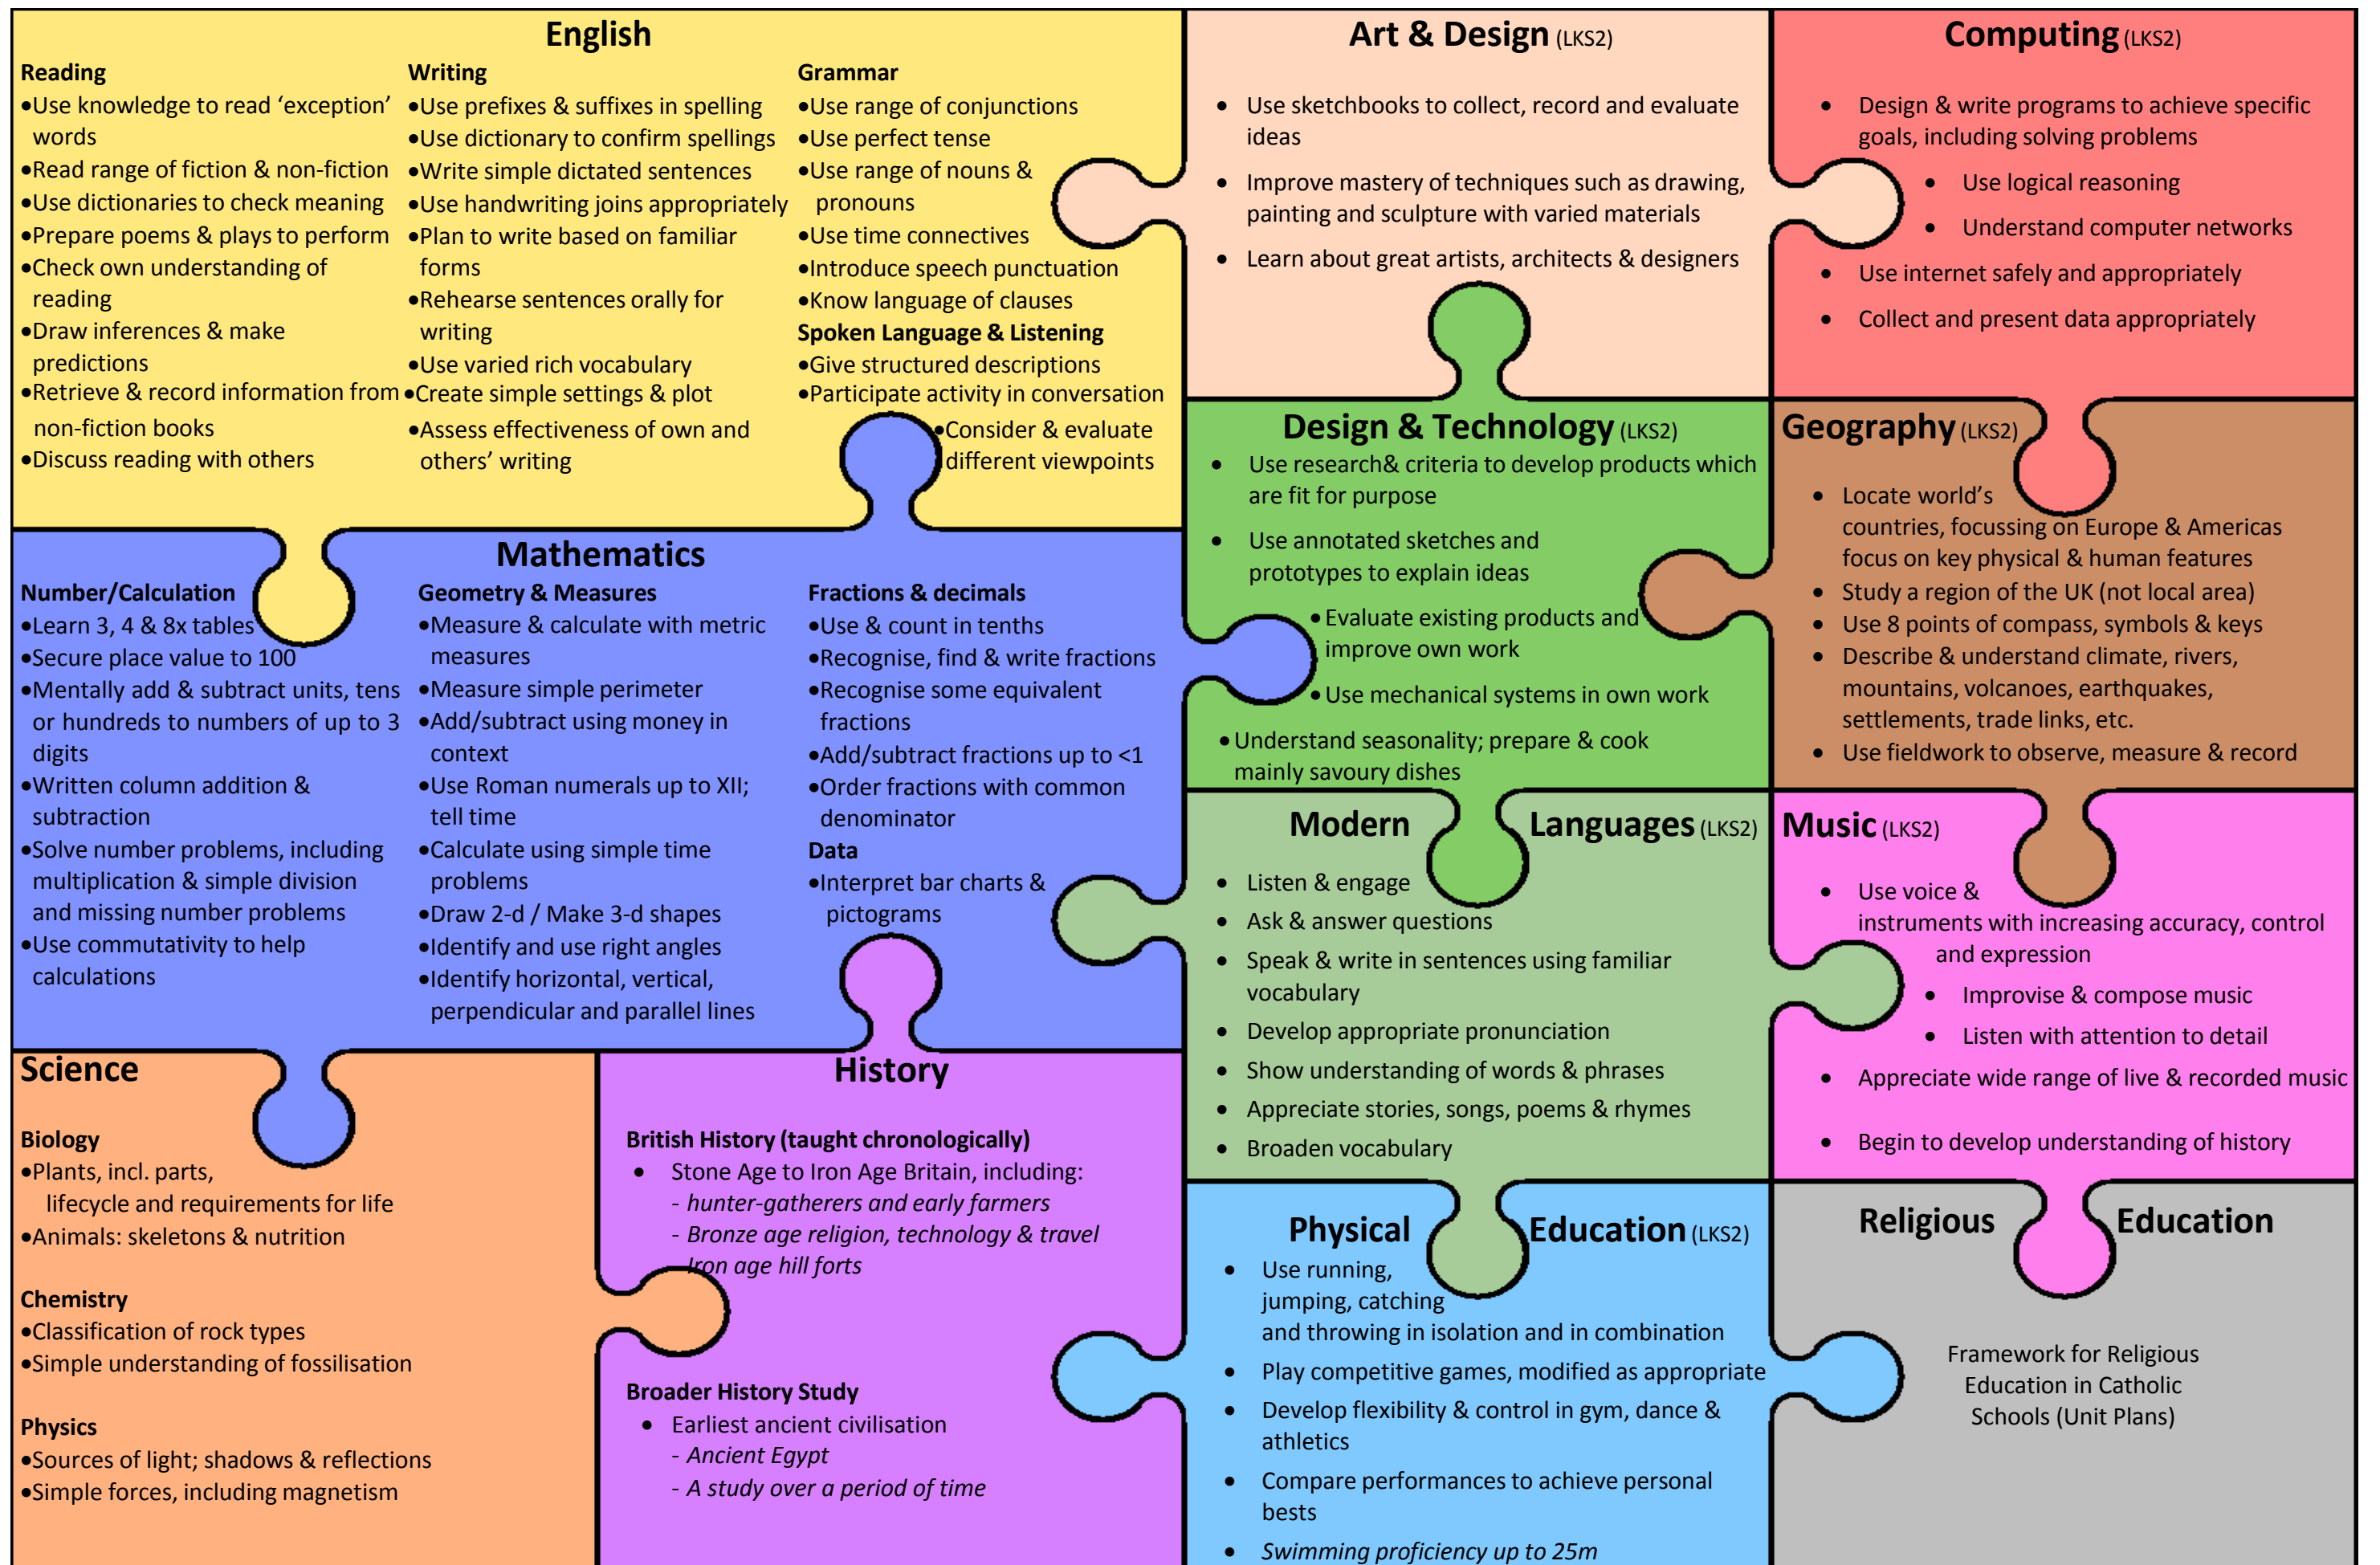 English
Reading
•Use knowledge to read ‘exception’
words
•Read range of fiction & non-fiction
•Use dictionaries to check meaning
•Prepare poems & plays to perform
•Check own understanding of
reading
•Draw inferences & make
predictions
•Retrieve & record information from
non-fiction books
•Discuss reading with others
Writing
•Use prefixes & suffixes in spelling
•Use dictionary to confirm spellings
•Write simple dictated sentences
•Use handwriting joins appropriately
•Plan to write based on familiar
forms
•Rehearse sentences orally for
writing
•Use varied rich vocabulary
•Create simple settings & plot
•Assess effectiveness of own and
others’ writing
Grammar
•Use range of conjunctions
•Use perfect tense
•Use range of nouns &
pronouns
•Use time connectives
•Introduce speech punctuation
•Know language of clauses
Spoken Language & Listening
•Give structured descriptions
•Participate activity in conversation
•Consider & evaluate
different viewpoints
Art & Design (LKS2)
• Use sketchbooks to collect, record and evaluate
ideas
• Improve mastery of techniques such as drawing,
painting and sculpture with varied materials
• Learn about great artists, architects & designers
Computing (LKS2)
• Design & write programs to achieve specific
goals, including solving problems
• Use logical reasoning
• Understand computer networks
• Use internet safely and appropriately
• Collect and present data appropriately
Mathematics
Number/Calculation
•Learn 3, 4 & 8x tables
•Secure place value to 100
•Mentally add & subtract units, tens
or hundreds to numbers of up to 3
digits
•Written column addition &
subtraction
•Solve number problems, including
multiplication & simple division
and missing number problems
•Use commutativity to help
calculations
Geometry & Measures
•Measure & calculate with metric
measures
•Measure simple perimeter
•Add/subtract using money in
context
•Use Roman numerals up to XII;
tell time
•Calculate using simple time
problems
•Draw 2-d / Make 3-d shapes
•Identify and use right angles
•Identify horizontal, vertical,
perpendicular and parallel lines
Fractions & decimals
•Use & count in tenths
•Recognise, find & write fractions
•Recognise some equivalent
fractions
•Add/subtract fractions up to <1
•Order fractions with common
denominator
Data
•Interpret bar charts &
pictograms
Design & Technology (LKS2)
• Use research& criteria to develop products which
are fit for purpose
• Use annotated sketches and
prototypes to explain ideas
• Evaluate existing products and
improve own work
• Use mechanical systems in own work
• Understand seasonality; prepare & cook
mainly savoury dishes
Geography (LKS2)
• Locate world’s
countries, focussing on Europe & Americas
focus on key physical & human features
• Study a region of the UK (not local area)
• Use 8 points of compass, symbols & keys
• Describe & understand climate, rivers,
mountains, volcanoes, earthquakes,
settlements, trade links, etc.
• Use fieldwork to observe, measure & record
Modern Languages (LKS2)
• Listen & engage
• Ask & answer questions
• Speak & write in sentences using familiar
vocabulary
• Develop appropriate pronunciation
• Show understanding of words & phrases
• Appreciate stories, songs, poems & rhymes
• Broaden vocabulary
Music (LKS2)
• Use voice &
instruments with increasing accuracy, control
and expression
• Improvise & compose music
• Listen with attention to detail
• Appreciate wide range of live & recorded music
• Begin to develop understanding of history
Science
Biology
•Plants, incl. parts,
lifecycle and requirements for life
•Animals: skeletons & nutrition
Chemistry
•Classification of rock types
•Simple understanding of fossilisation
Physics
•Sources of light; shadows & reflections
•Simple forces, including magnetism
History
British History (taught chronologically)
• Stone Age to Iron Age Britain, including:
- hunter-gatherers and early farmers
- Bronze age religion, technology & travel
Iron age hill forts
Broader History Study
• Earliest ancient civilisation
- Ancient Egypt
- A study over a period of time
Physical Education (LKS2)
• Use running,
jumping, catching
and throwing in isolation and in combination
• Play competitive games, modified as appropriate
• Develop flexibility & control in gym, dance &
athletics
• Compare performances to achieve personal
bests
• Swimming proficiency up to 25m
Religious Education
Framework for Religious
Education in Catholic
Schools (Unit Plans)